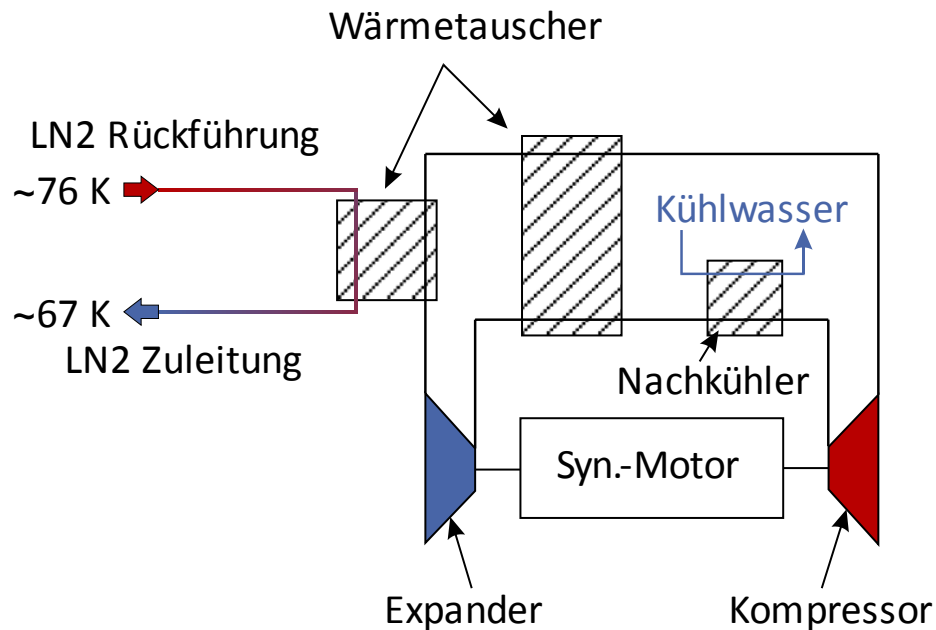 Wärmetauscher
LN2 Rückführung
~76 K
Kühlwasser
~67 K
LN2 Zuleitung
Nachkühler
Syn.-Motor
Expander
Kompressor